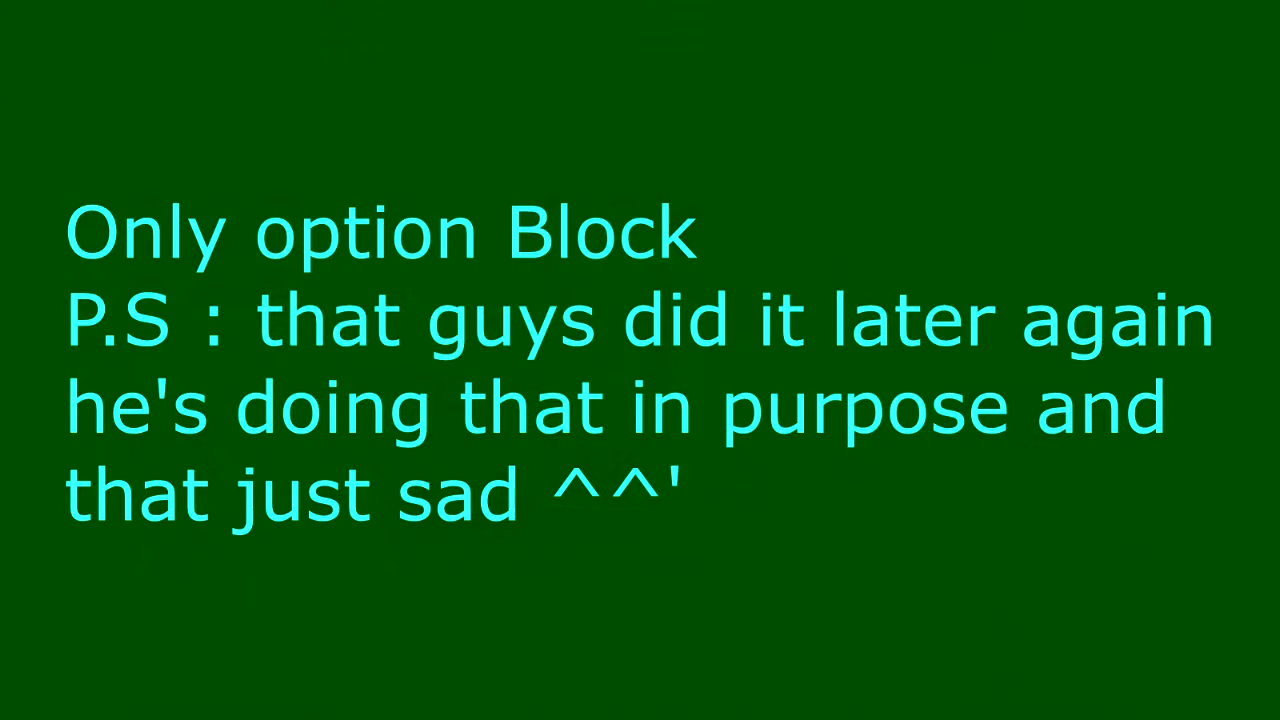 Only option Block
P.S : that guys did it later again
he's doing that in purpose and
that just sad ^^'